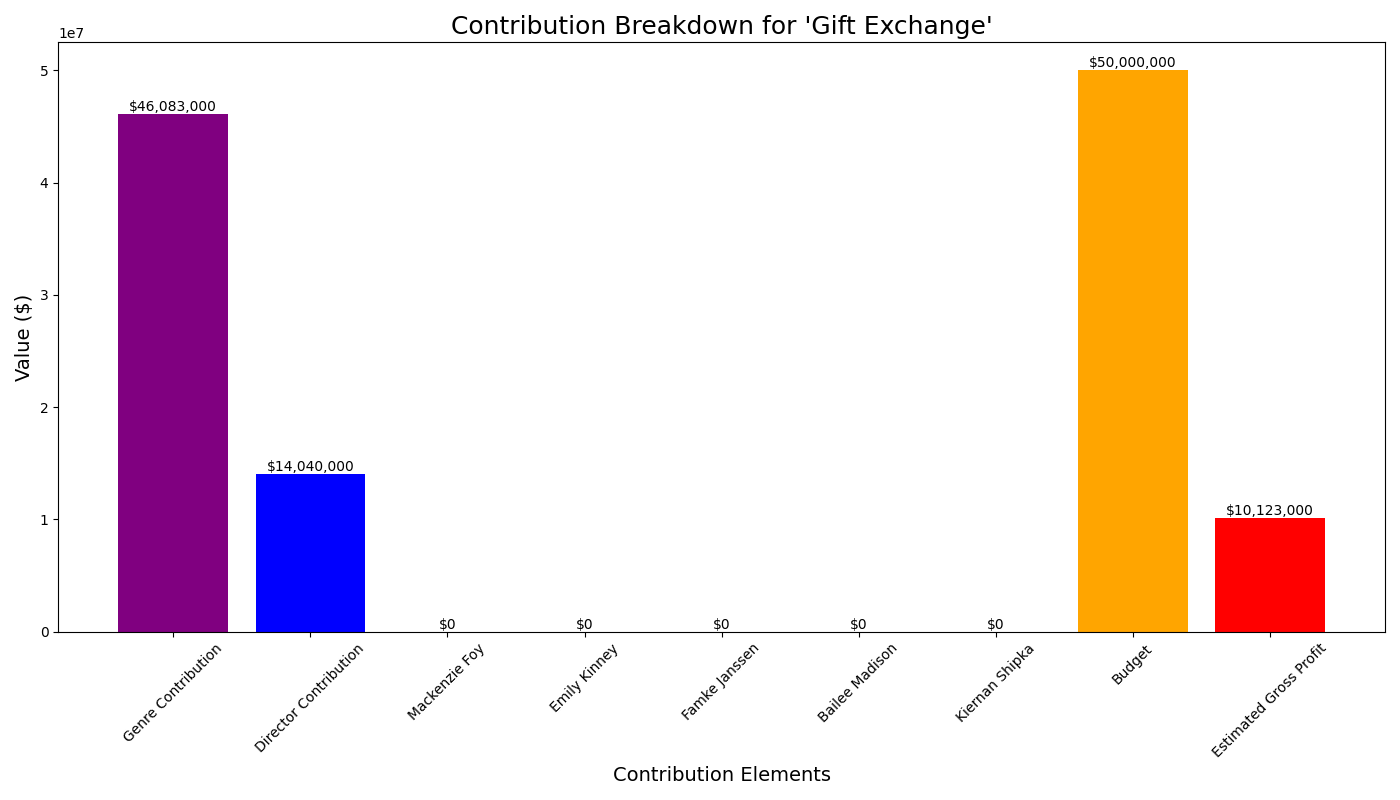 Contribution Breakdown for 'Gift Exchange'
1e7
Value ($)
5
4
3
2
1
0
$46,083,000
$14,040,000
$0
$0
$0
$0
$0
$50,000,000
$10,123,000
Genre Contribution
Director Contribution
Mackenzie Foy
Emily Kinney
Famke Janssen
Bailee Madison
Kiernan Shipka
Budget
Estimated Gross Profit
Contribution Elements